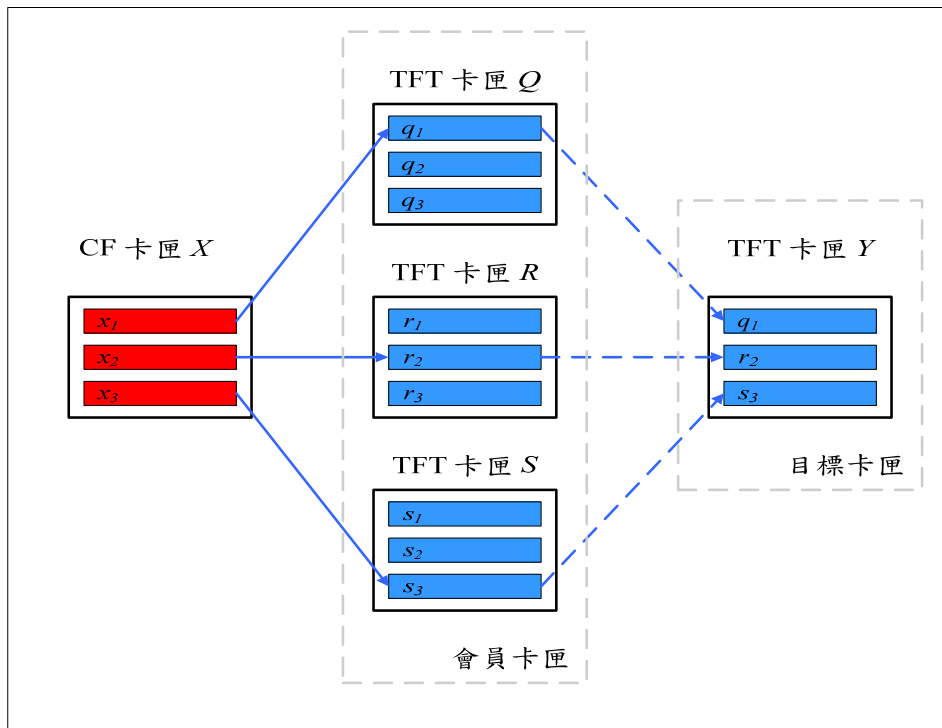 TFT 卡匣 Q
q1
q2
q3
CF 卡匣 X
x1
x2
x3
TFT 卡匣 R
r1
r2
r3
TFT 卡匣 S
s1
s2
s3
會員卡匣
TFT 卡匣 Y
q1
r2
s3
目標卡匣